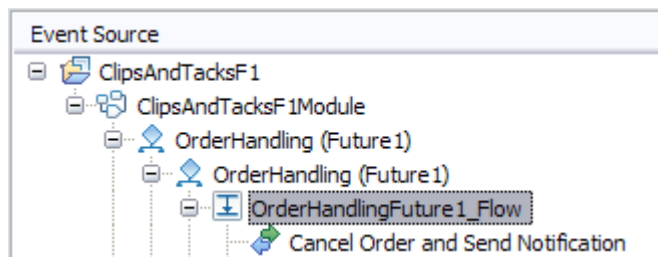 Event Source
ClipsAndTacksF1
ClipsAndTacksF1Module
OrderHandling (Future1)
OrderHandling (Future1)
OrderHandlingFuture1_Flow
Cancel Order and Send Notification